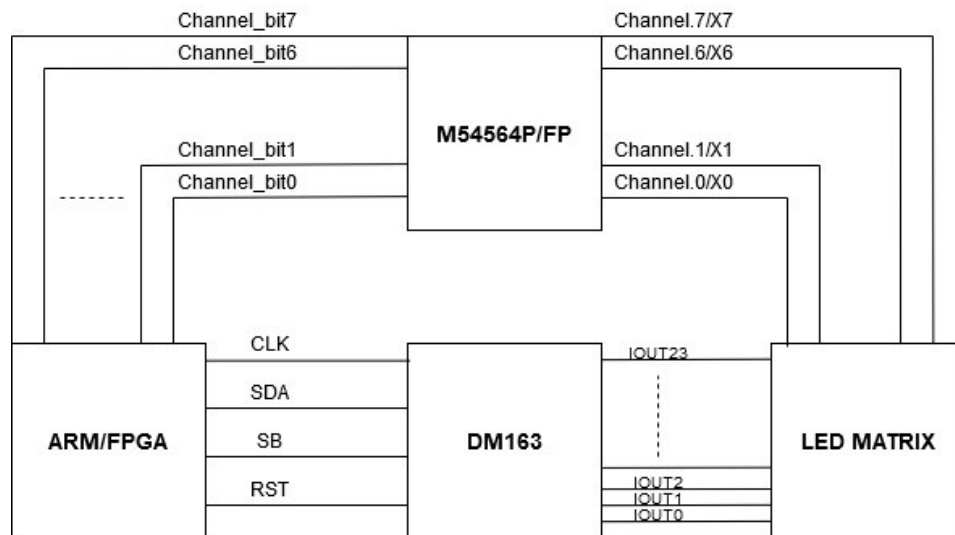 Channel_bit7
Channel.7/X7
Channel_bit6
Channel.6/X6
M54564P/FP
Channel_bit1
Channel.1/X1
Channel_bit0
Channel.0/X0
CLK
IOUT23
SDA
ARM/FPGA
SB
DM163
LED MATRIX
RST
IOUT2
IOUT1
IOUT0